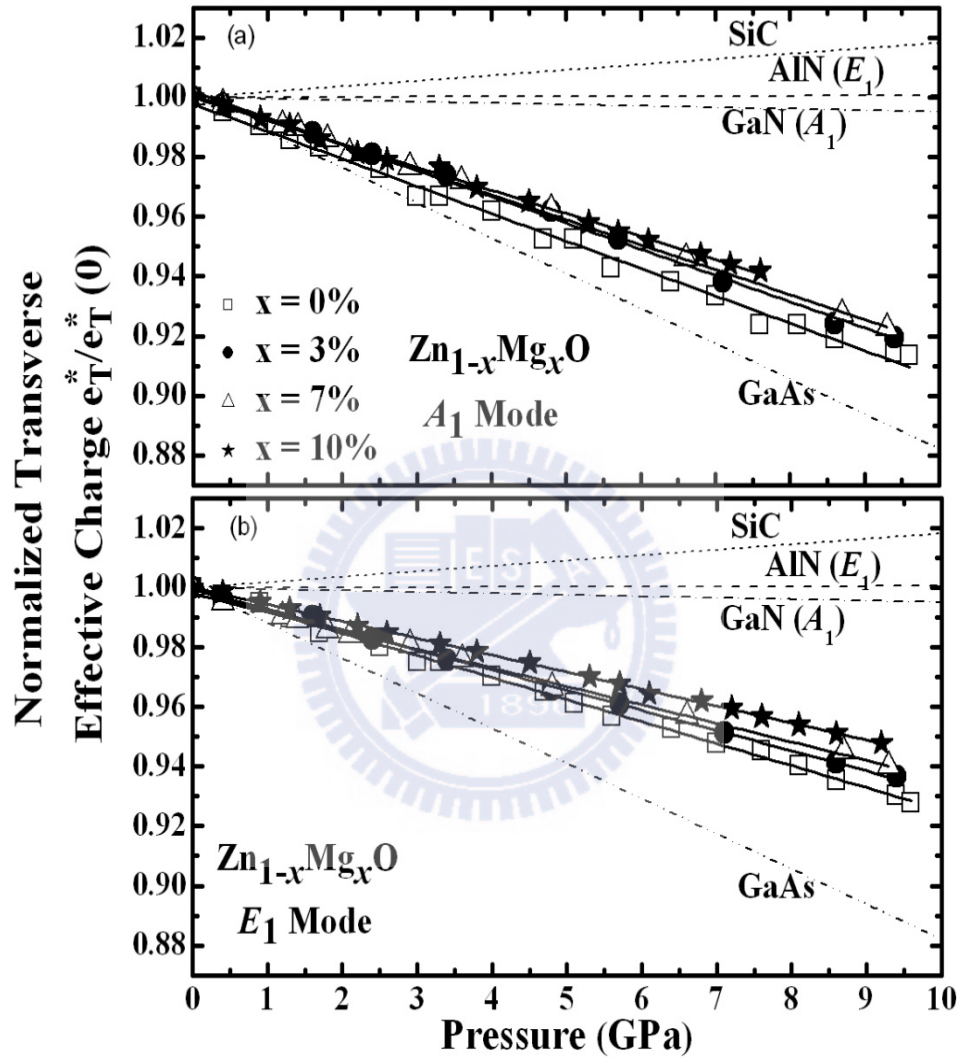 Normalized Transverse
Effective Charge e*T/e*T (0)
(a)
1.02
1.00
0.98
0.96
0.94
0.92
0.90
0.88
SiC
AlN (E1)
GaN (A1)
GaAs
x = 0%
x = 3%
x = 7%
x = 10%
Zn1-xMgxO
A1 Mode
(b)
1.02
1.00
0.98
0.96
0.94
0.92
0.90
0.88
SiC
AlN (E1)
GaN (A1)
GaAs
ES
1896
Zn1-xMgxO
E1 Mode
0 1 2 3 4 5 6 7 8 9 10
Pressure (GPa)